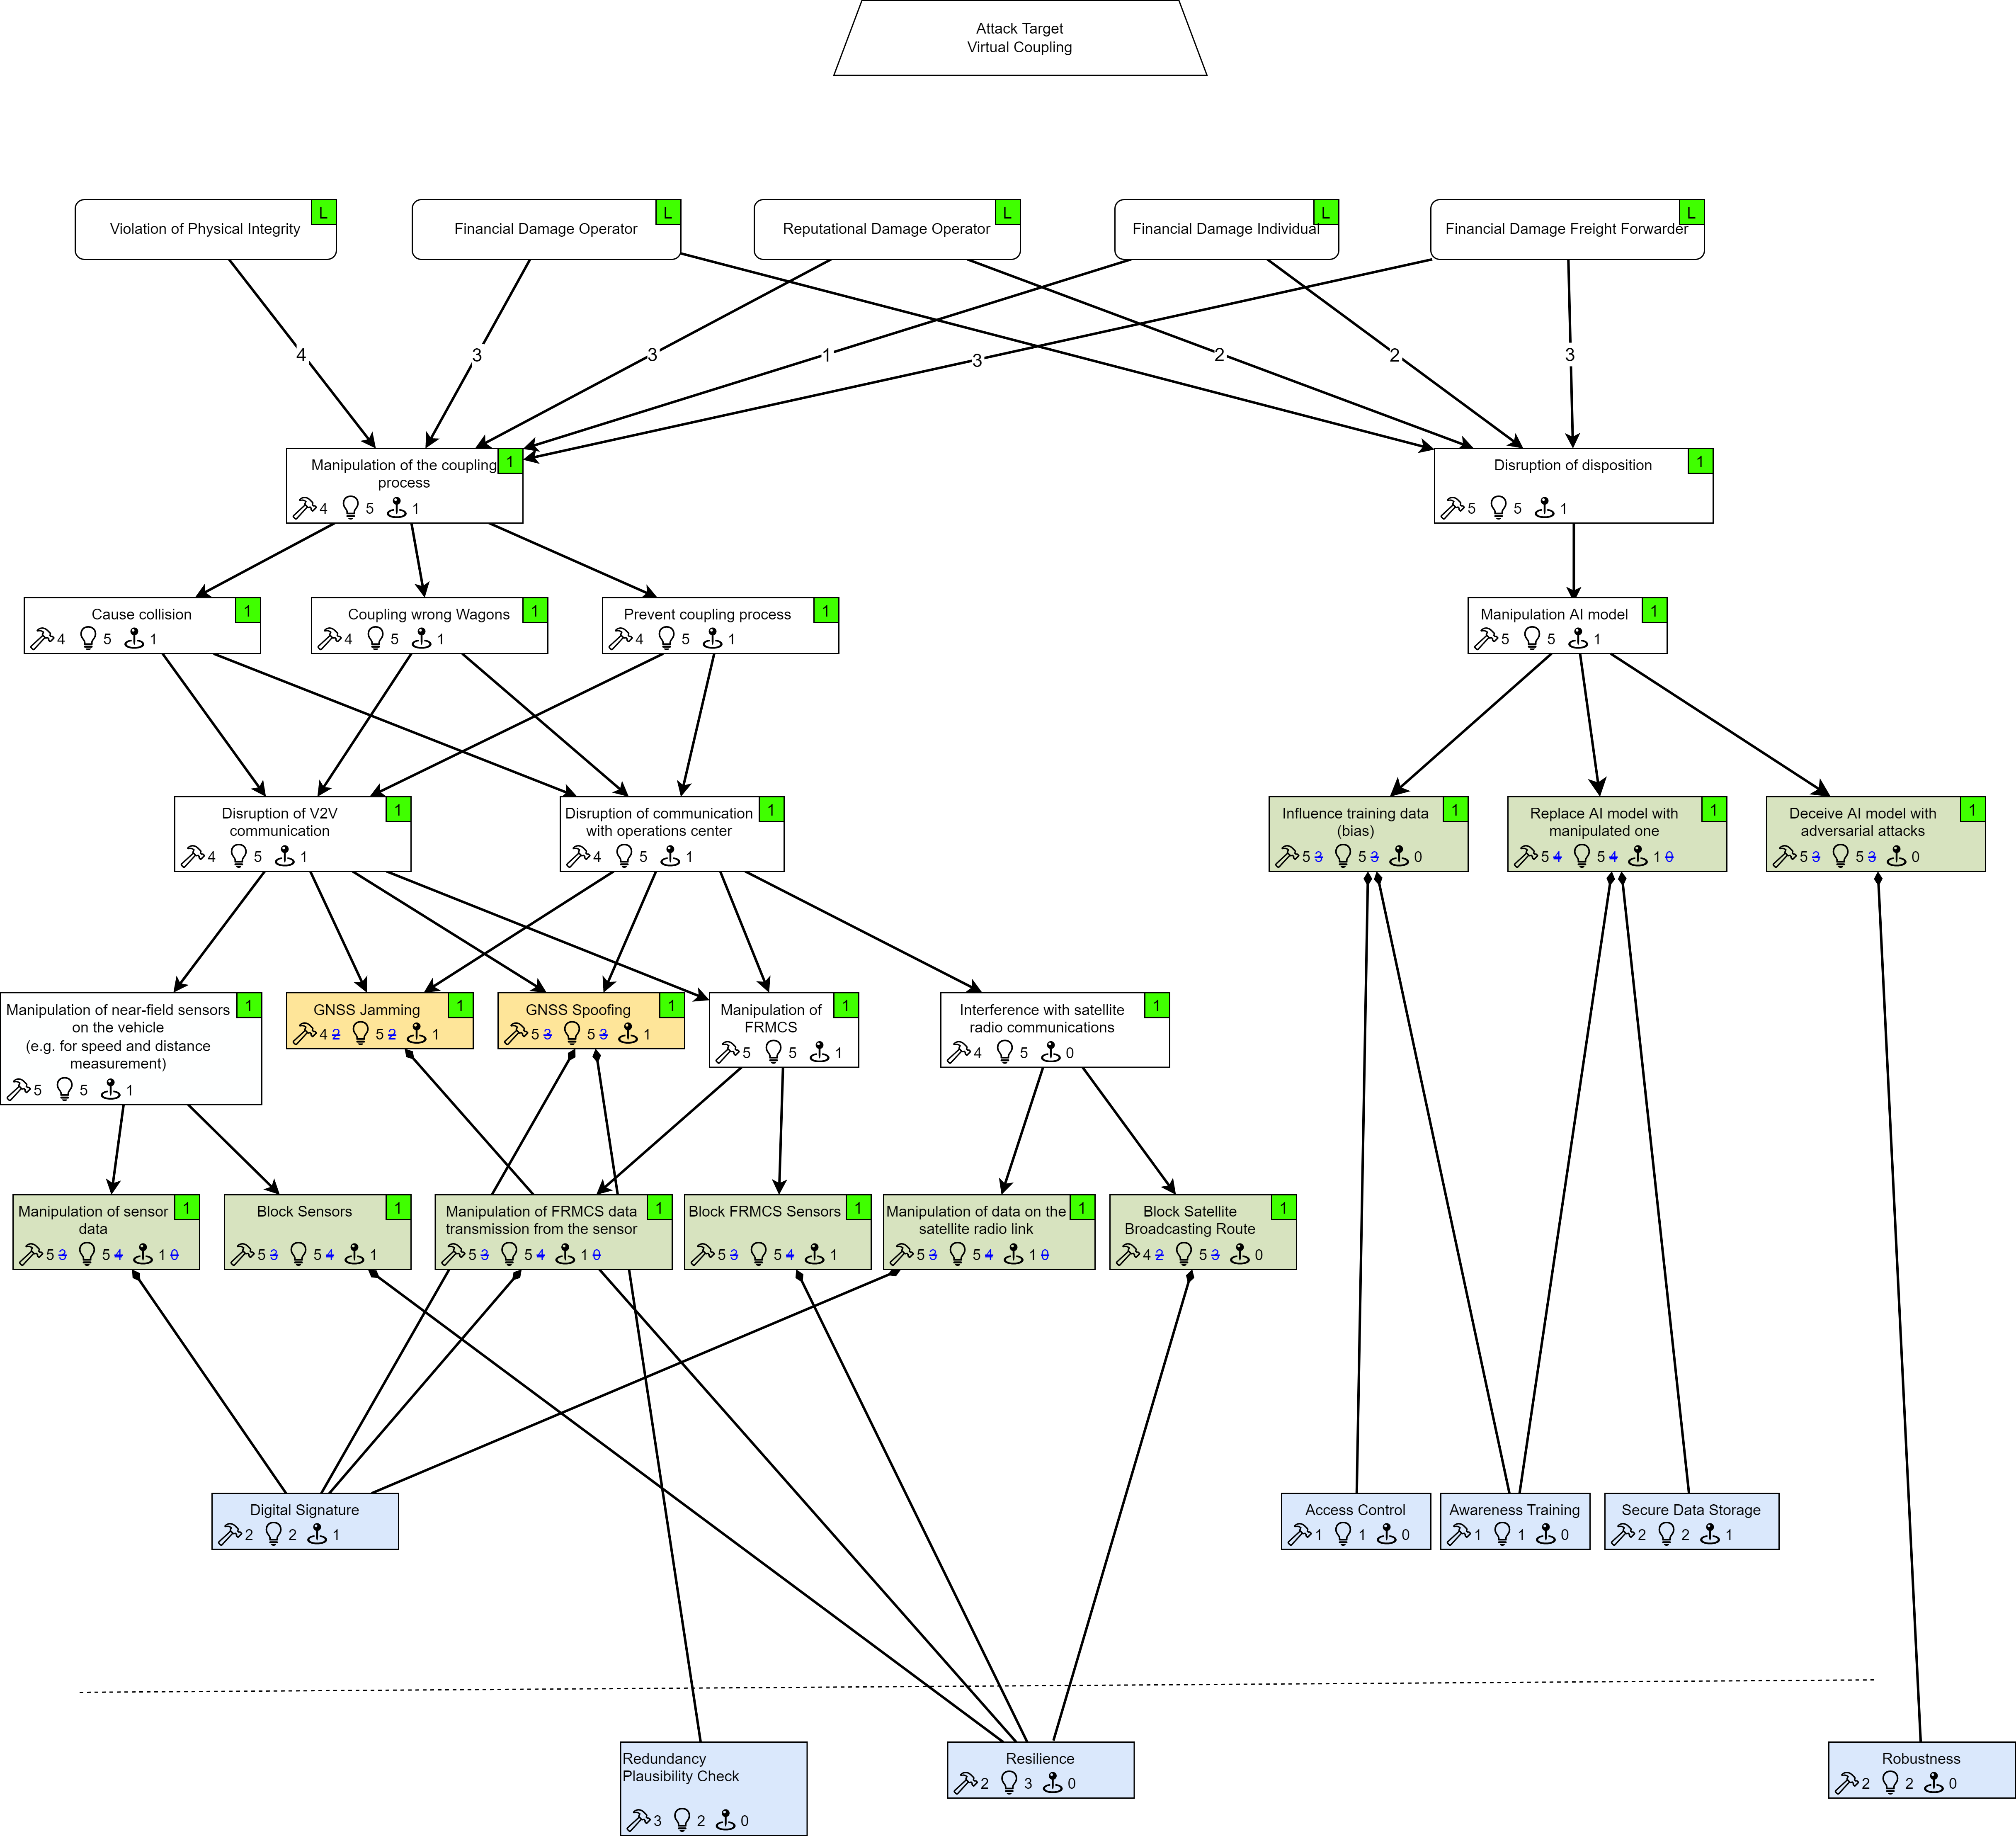 Attack Target
Virtual Coupling
Violation of Physical Integrity
L
Financial Damage Operator
L
Reputational Damage Operator
L
Financial Damage Individual
L
Financial Damage Freight Forwarder
L
4
3
3
1
3
2
2
3
Manipulation of the coupling
process
1
4 5 1
Disruption of disposition
1
5 5 1
Cause collision
1
4 5 1
Coupling wrong Wagons
1
4 5 1
Prevent coupling process
1
4 5 1
Manipulation AI model
1
5 5 1
Disruption of V2V
communication
1
4 5 1
Disruption of communication
with operations center
1
4 5 1
Influence training data
(bias)
1
5 3 5 3 0
Replace AI model with
manipulated one
1
5 4 5 4 1 0
Deceive AI model with
adversarial attacks
1
5 3 5 3 0
Manipulation of near-field sensors
on the vehicle
(e.g. for speed and distance
measurement)
1
5 5 1
GNSS Jamming
1
4 2 5 2 1
GNSS Spoofing
1
5 3 5 3 1
Manipulation of
FRMCS
1
5 5 1
Interference with satellite
radio communications
1
4 5 0
Manipulation of sensor
data
1
5 3 5 4 1 0
Block Sensors
1
5 3 5 4 1
Manipulation of FRMCS data
transmission from the sensor
1
5 3 5 4 1 0
Block FRMCS Sensors
1
5 3 5 4 1
Manipulation of data on the
satellite radio link
1
5 3 5 4 1 0
Block Satellite
Broadcasting Route
1
4 2 5 3 0
Digital Signature
2 2 1
Access Control
1 1 0
Awareness Training
1 1 0
Secure Data Storage
2 2 1
Redundancy
Plausibility Check
3 2 0
Resilience
2 3 0
Robustness
2 2 0